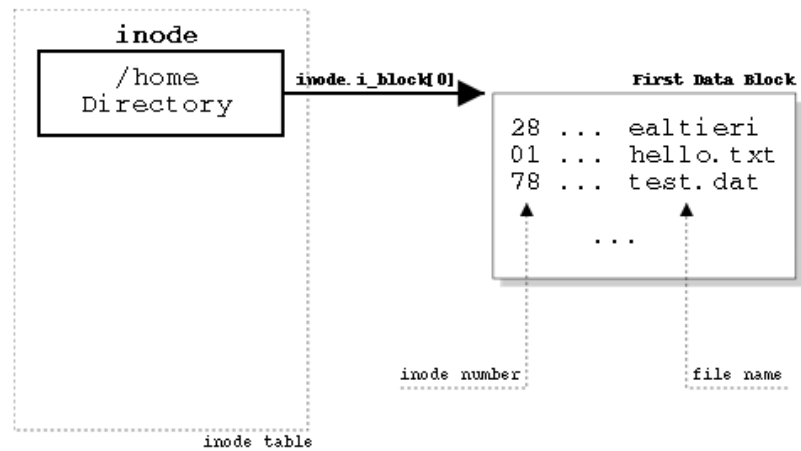 inode
/home
Directory
inode.i_block[0]
First Data Block
28 ... ealtieri
01 ... hello.txt
78 ... test.dat
...
inode number
file name
inode table